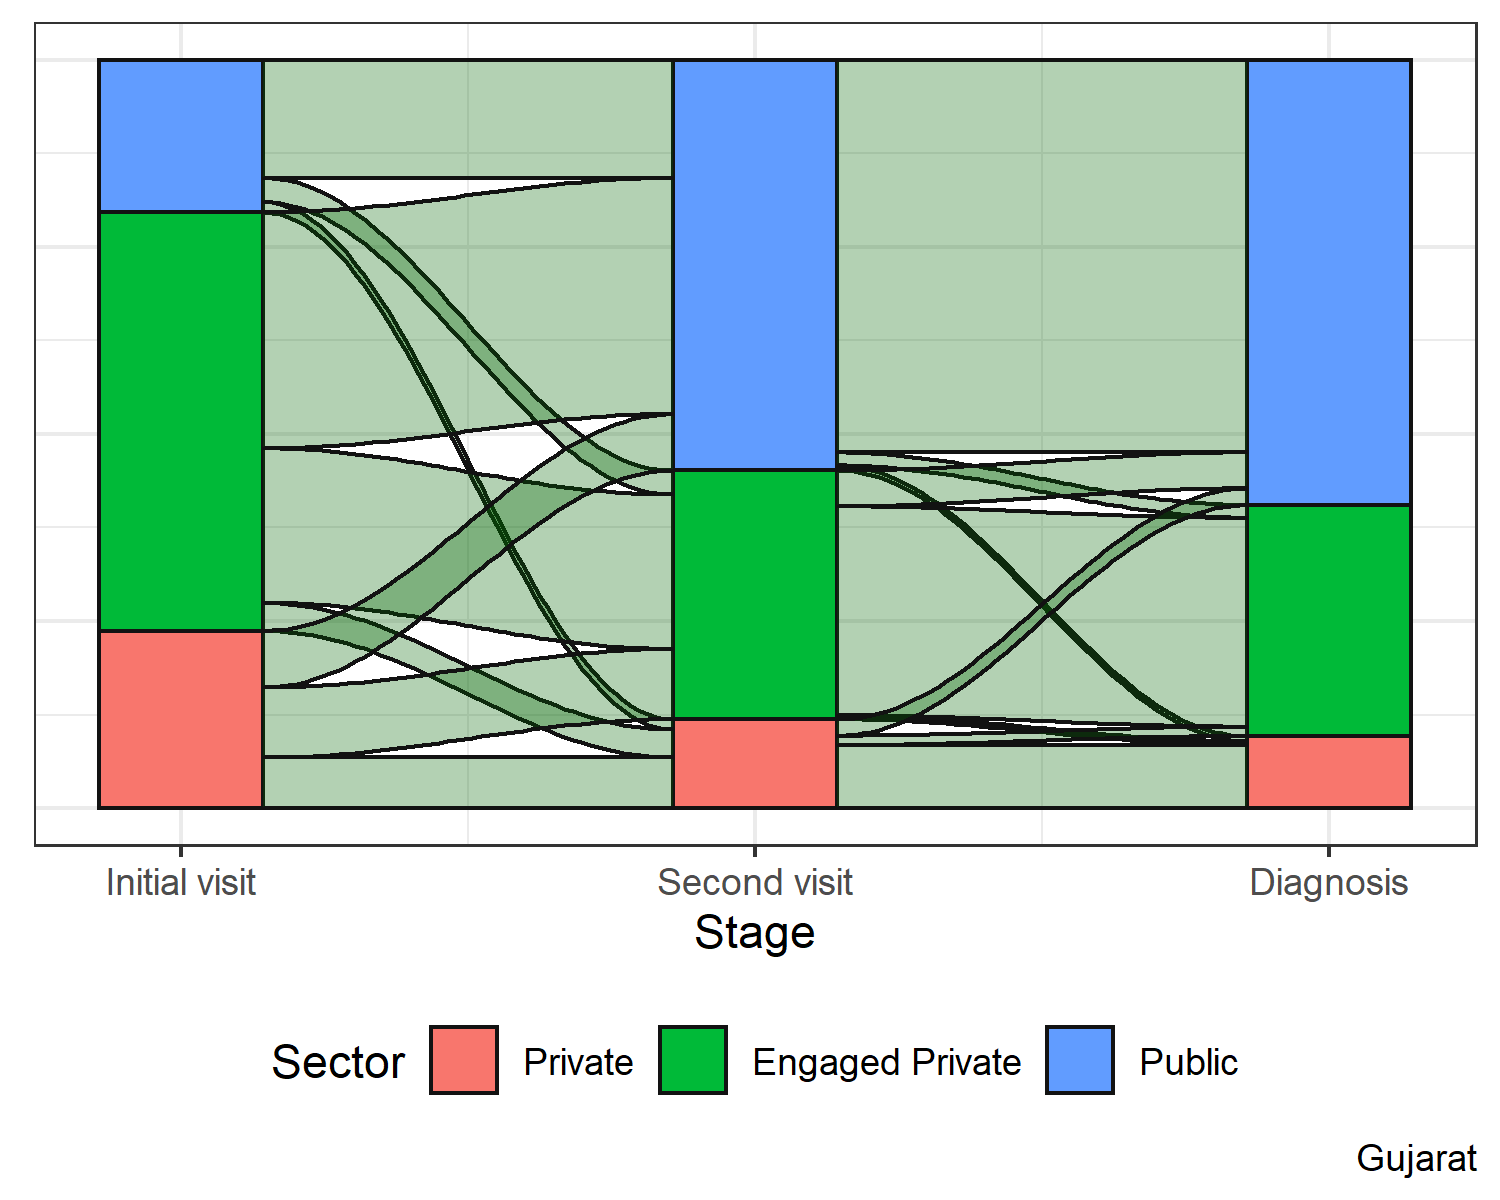 Initial visit Second visit Diagnosis
Stage
Sector Private Engaged Private Public
Gujarat